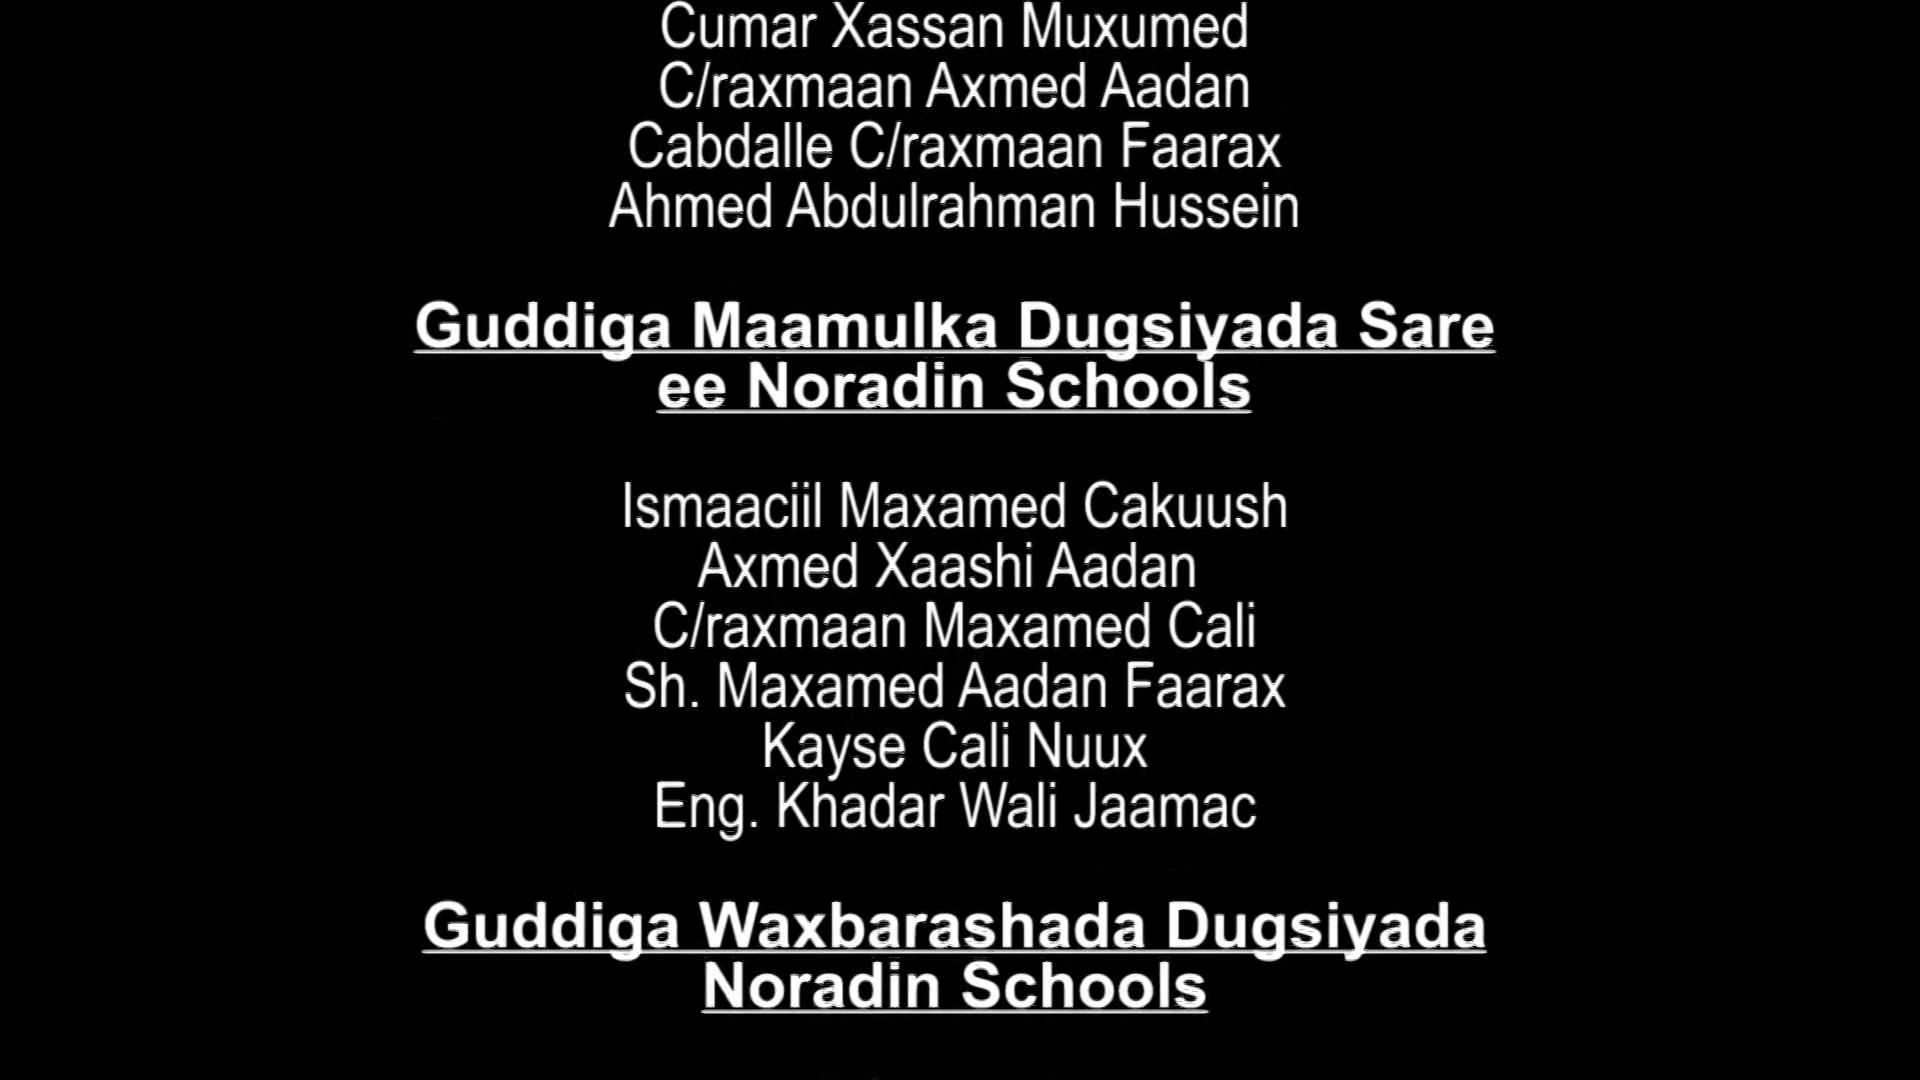 Cumar Xassan Muxumed
C/raxmaan Axmed Aadan
Cabdalle C/raxmaan Faarax
Ahmed Abdulrahman Hussein
Guddiga Maamulka Dugsiyada Sare
ee Noradin Schools
Ismaaciil Maxamed Cakuush
Axmed Xaashi Aadan
C/raxmaan Maxamed Cali
Sh. Maxamed Aadan Faarax
Kayse Cali Nuux
Eng. Khadar Wali Jaamac
Guddiga Waxbarashada Dugsiyada
Noradin Schools